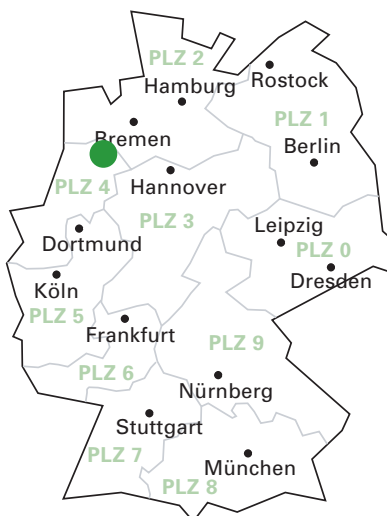 PLZ 2
Hamburg
Rostock
PLZ 1
Bremen
Berlin
PLZ 4
Hannover
PLZ 3
Leipzig
Dortmund
PLZ 0
Dresden
Köln
PLZ 5
Frankfurt
PLZ 9
PLZ 6
Nürnberg
Stuttgart
PLZ 7
München
PLZ 8